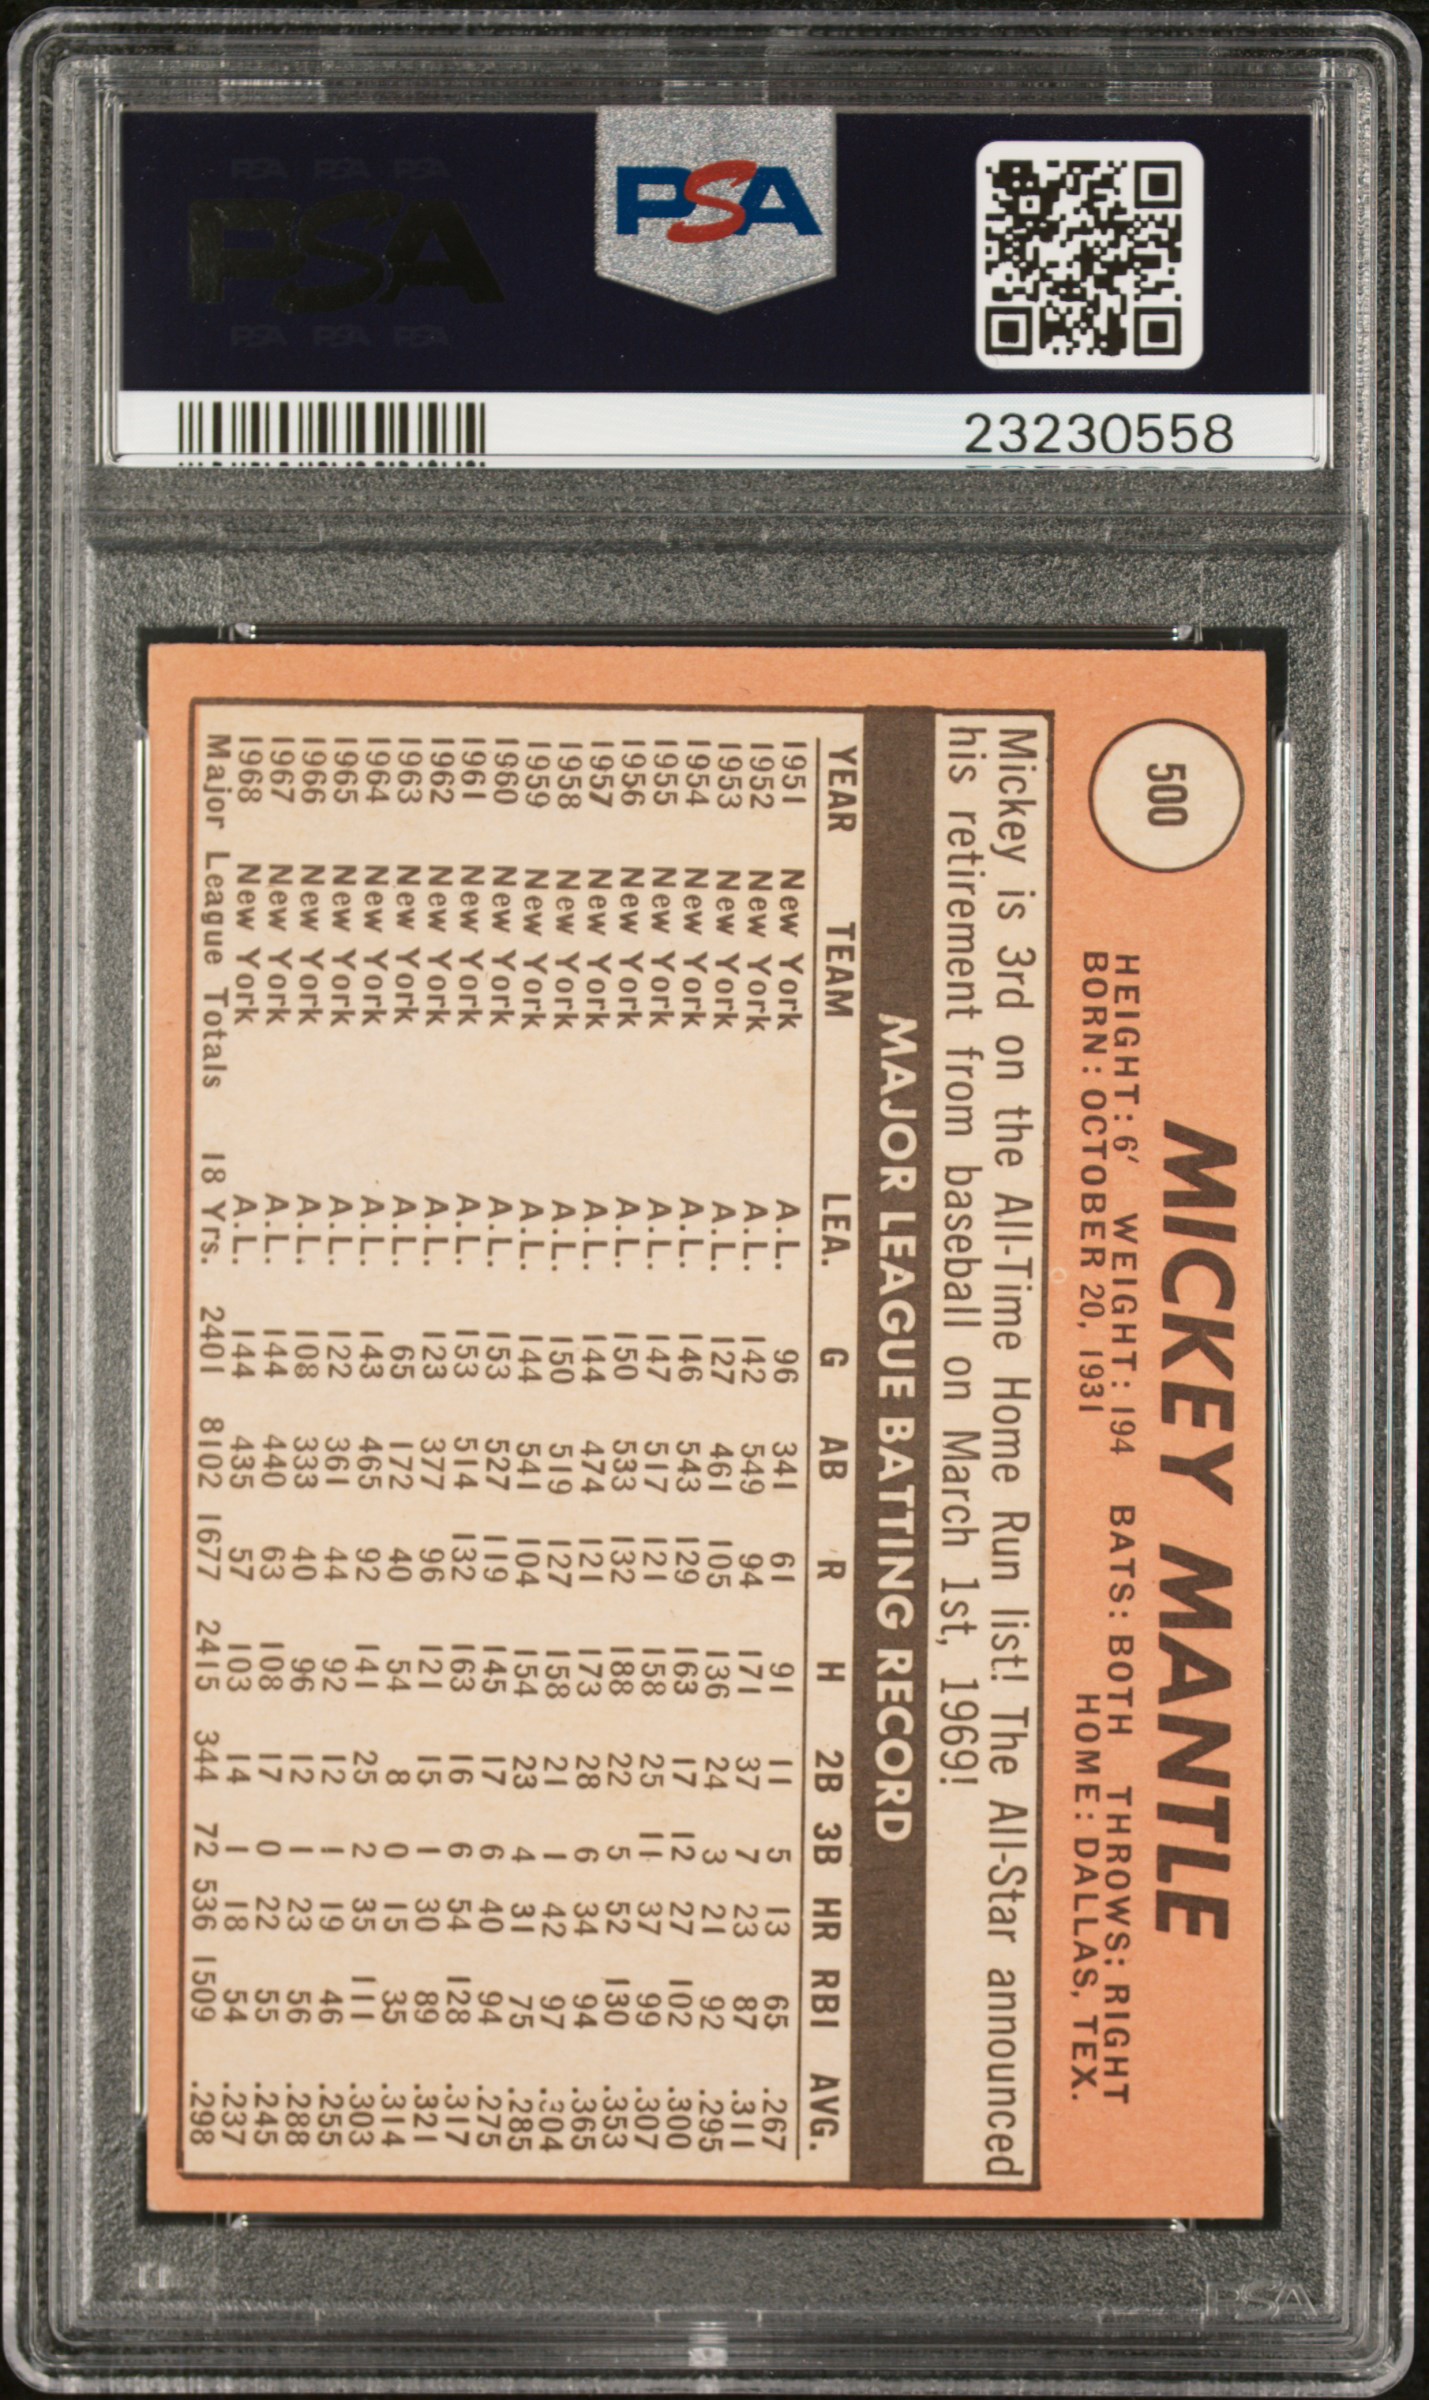 PSA PSA PSA
PSA
PSA PSA PSA
PSA
23230558
500
MICKEY MANTLE
HEIGHT: 6′ WEIGHT: 194 BATS: BOTH THROWS: RIGHT
BORN: OCTOBER 20, 1931 HOME: DALLAS, TEX.
Mickey is 3rd on the All-Time Home Run list! The All-Star announced
his retirement from baseball on March 1st, 1969!
MAJOR LEAGUE BATTING RECORD
YEAR TEAM LEA. G AB R H 2B 3B HR RBI AVG.
1951 New York A.L. 96 341 61 91 11 5 13 65 .267
1952 New York A.L. 142 549 94 171 37 7 23 87 .311
1953 New York A.L. 127 461 105 136 24 3 21 92 .295
1954 New York A.L. 146 543 129 163 17 12 27 102 .300
1955 New York A.L. 147 517 121 158 25 11 37 99 .307
1956 New York A.L. 150 533 132 188 22 5 52 130 .353
1957 New York A.L. 144 474 121 173 28 6 34 94 .365
1958 New York A.L. 150 519 127 158 21 1 42 97 .304
1959 New York A.L. 144 541 104 154 23 4 31 75 .285
1960 New York A.L. 153 527 119 145 17 6 40 94 .275
1961 New York A.L. 153 514 132 163 16 6 54 128 .317
1962 New York A.L. 123 377 96 121 15 1 30 89 .321
1963 New York A.L. 65 172 40 54 8 0 15 35 .314
1964 New York A.L. 143 465 92 141 25 2 35 111 .303
1965 New York A.L. 122 361 44 92 12 1 19 46 .255
1966 New York A.L. 108 333 40 96 12 1 23 56 .288
1967 New York A.L. 144 440 63 108 17 0 22 55 .245
1968 New York A.L. 144 435 57 103 14 1 18 54 .237
Major League Totals 18 Yrs. 2401 8102 1677 2415 344 72 536 1509 .298
PSA